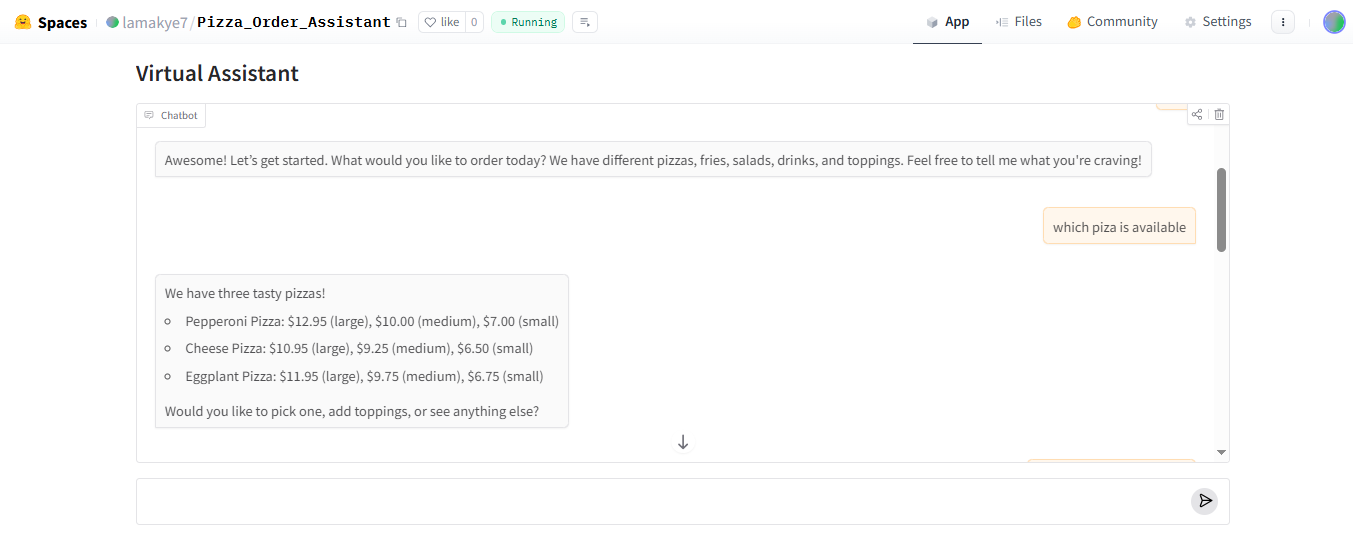 Spaces lamakye7/Pizza_Order_Assistant like 0 Running App Files Community Settings
Virtual Assistant
Chatbot
Awesome! Let’s get started. What would you like to order today? We have different pizzas, fries, salads, drinks, and toppings. Feel free to tell me what you're craving!
which piza is available
We have three tasty pizzas!
Pepperoni Pizza: $12.95 (large), $10.00 (medium), $7.00 (small)
Cheese Pizza: $10.95 (large), $9.25 (medium), $6.50 (small)
Eggplant Pizza: $11.95 (large), $9.75 (medium), $6.75 (small)
Would you like to pick one, add toppings, or see anything else?